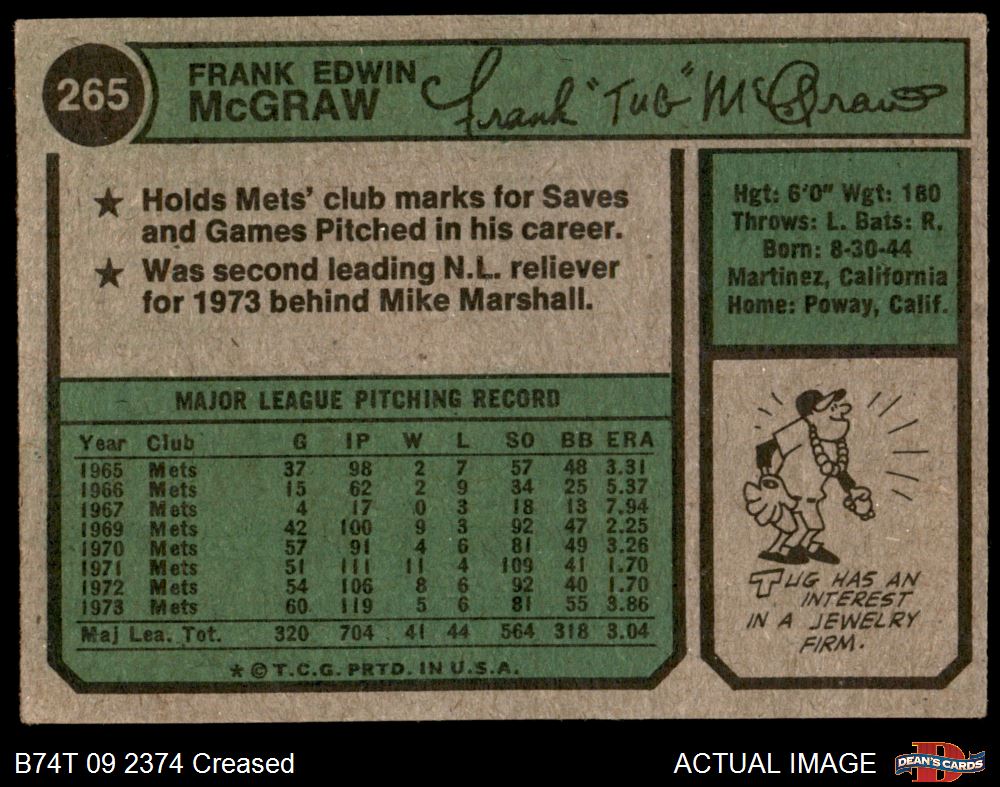 265
FRANK EDWIN
McGRAW
Frank "Tug" McGraw
★ Holds Mets' club marks for Saves
and Games Pitched in his career.
★ Was second leading N.L. reliever
for 1973 behind Mike Marshall.
Hgt: 6'0" Wgt: 180
Throws: L. Bats: R.
Born: 8-30-44
Martinez, California
Home: Poway, Calif.
MAJOR LEAGUE PITCHING RECORD
Year Club G IP W L SO BB ERA
1965 Mets 37 98 2 7 57 48 3.31
1966 Mets 15 62 2 9 34 25 5.37
1967 Mets 4 17 0 3 18 13 7.94
1969 Mets 42 100 9 3 92 47 2.25
1970 Mets 57 91 4 6 81 49 3.26
1971 Mets 51 111 11 4 109 41 1.70
1972 Mets 54 106 8 6 92 40 1.70
1973 Mets 60 119 5 6 81 55 3.86
Maj Lea. Tot. 320 704 41 44 564 318 3.04
★ © T.C.G. PRTD. IN U.S.A.
TUG HAS AN
INTEREST
IN A JEWELRY
FIRM.
B74T 09 2374 Creased
ACTUAL IMAGE
D
DEAN'S CARDS